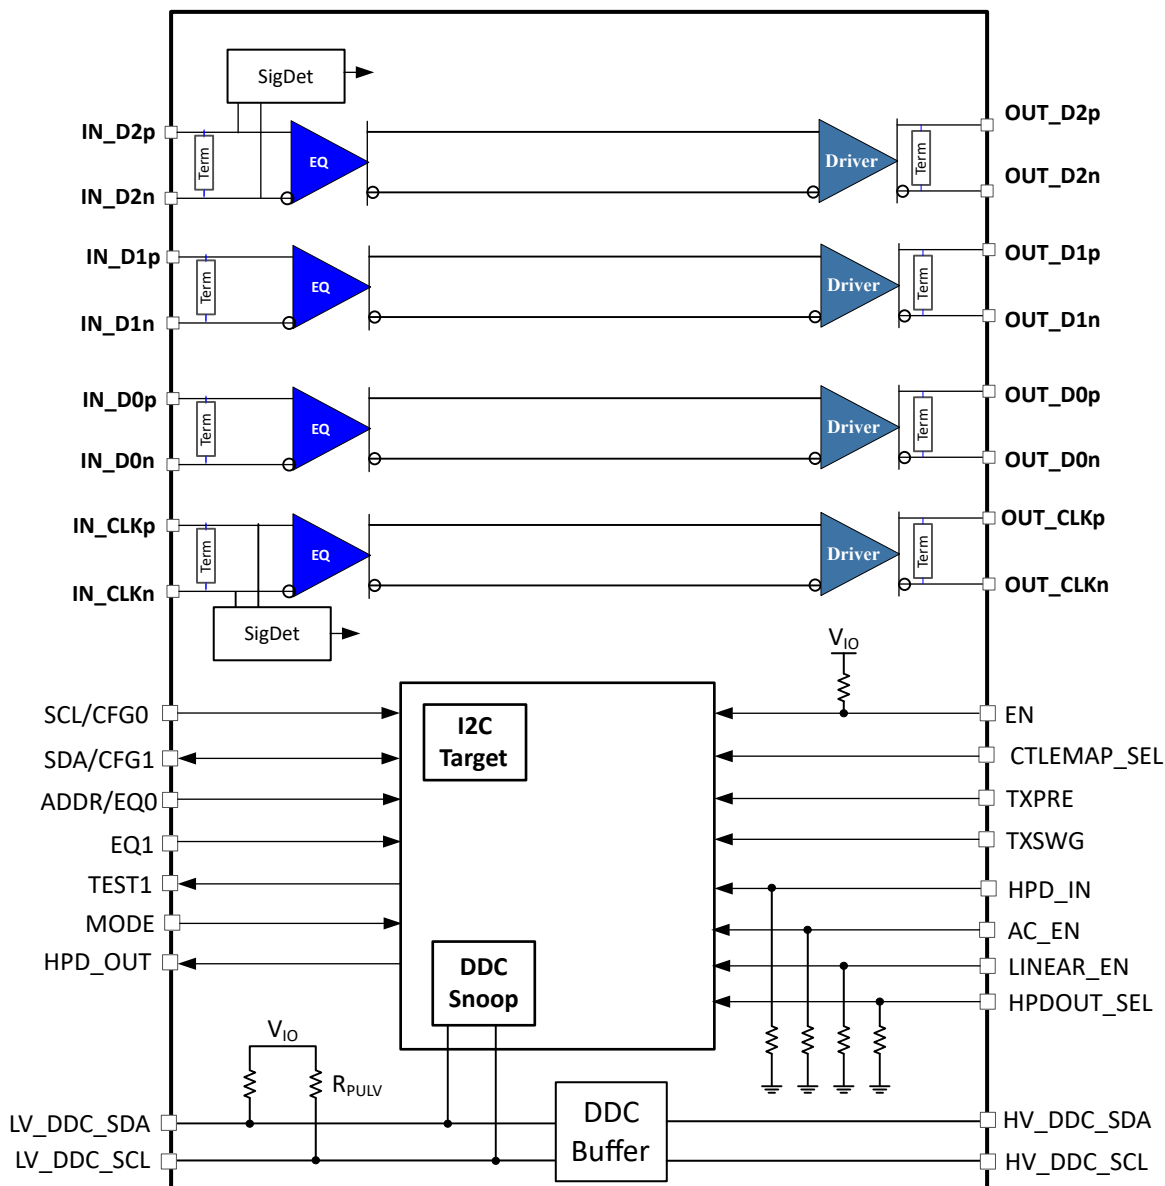 SigDet
IN_D2p
Term
EQ
Driver
Term
OUT_D2p
IN_D2n
OUT_D2n
IN_D1p
Term
EQ
Driver
Term
OUT_D1p
IN_D1n
OUT_D1n
IN_D0p
Term
EQ
Driver
Term
OUT_D0p
IN_D0n
OUT_D0n
IN_CLKp
Term
EQ
Driver
Term
OUT_CLKp
IN_CLKn
OUT_CLKn
SigDet
VIO
SCL/CFG0
I2C
Target
EN
SDA/CFG1
CTLEMAP_SEL
ADDR/EQ0
TXPRE
EQ1
TXSWG
TEST1
HPD_IN
MODE
AC_EN
HPD_OUT
DDC
Snoop
LINEAR_EN
HPDOUT_SEL
VIO
RPULV
LV_DDC_SDA
DDC
Buffer
HV_DDC_SDA
LV_DDC_SCL
HV_DDC_SCL